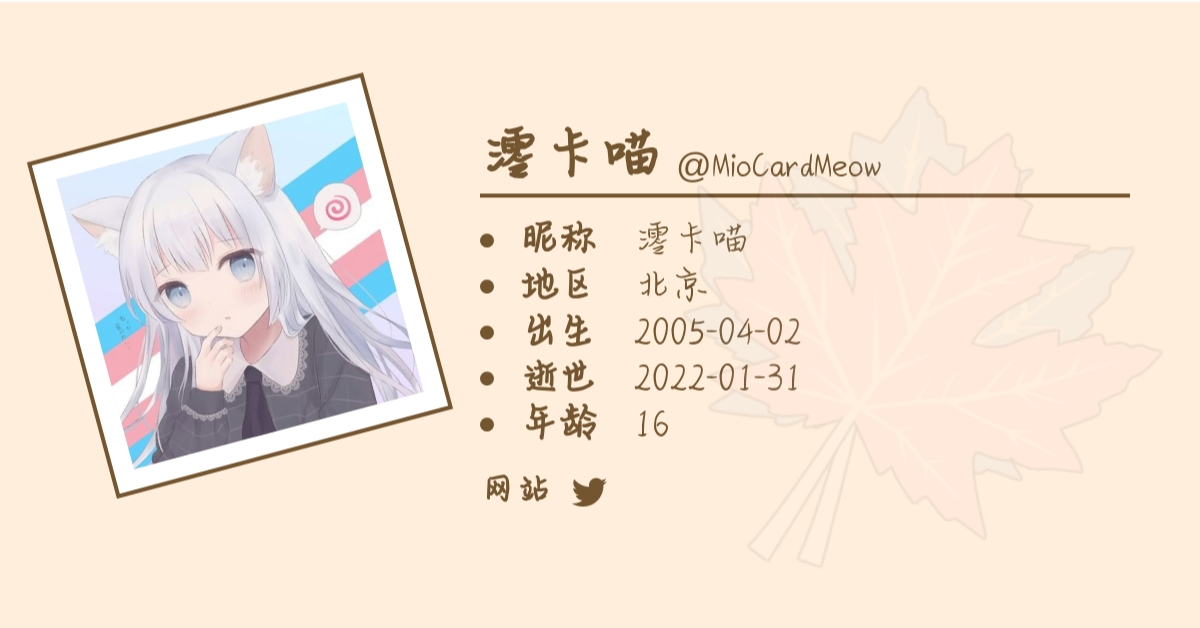 澪卡喵 @MioCardMeow
昵称 澪卡喵
地区 北京
出生 2005-04-02
逝世 2022-01-31
年龄 16
网站